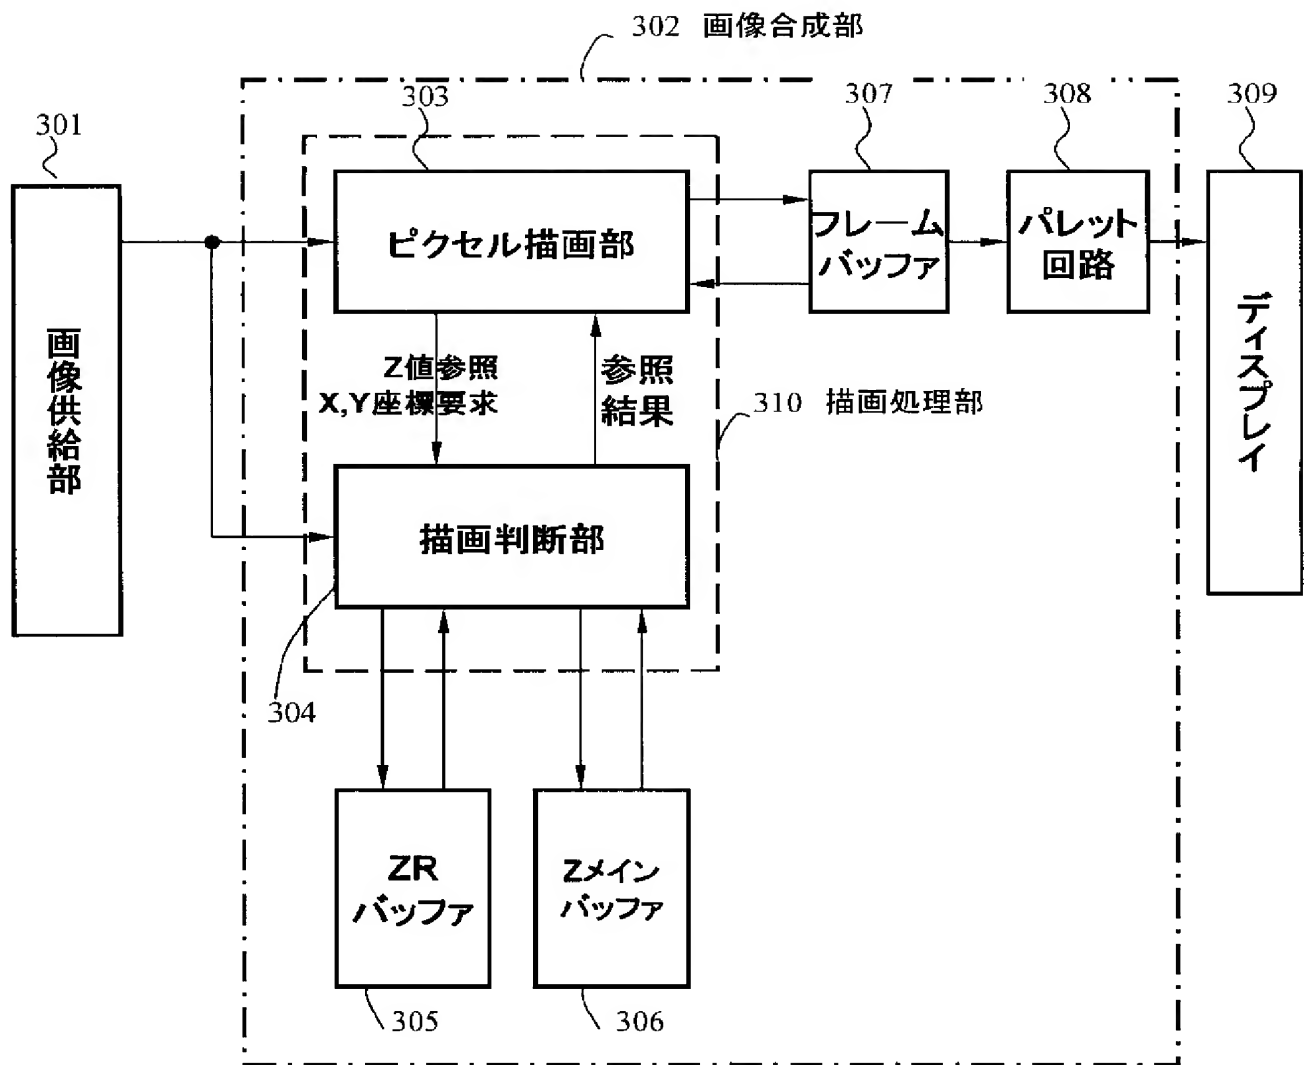 302 画像合成部
301
303
307
308
309
ピクセル描画部
フレーム
バッファ
パレット
回路
画像供給部
ディスプレイ
Z値参照
X,Y座標要求
参照
結果
310 描画処理部
描画判断部
304
ZR
バッファ
Zメイン
バッファ
305
306